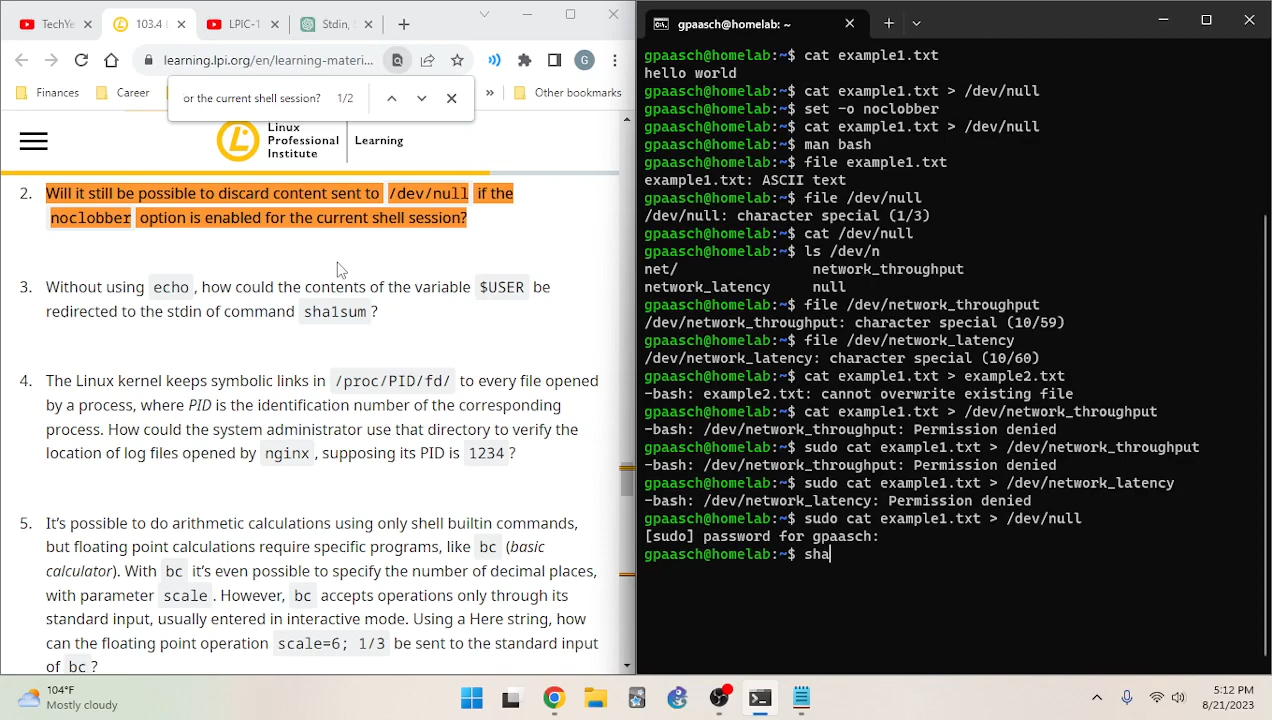 TechYe
103.4 L
LPIC-1
Stdin,
gpaasch@homelab: ~
learning.lpi.org/en/learning-materi...
G
Finances
Career
or the current shell session?
1/2
»
Other bookmarks
Linux
Professional
Institute
Learning
2. Will it still be possible to discard content sent to /dev/null if the
noclobber option is enabled for the current shell session?
3. Without using echo, how could the contents of the variable $USER be
redirected to the stdin of command sha1sum?
4. The Linux kernel keeps symbolic links in /proc/PID/fd/ to every file opened
by a process, where PID is the identification number of the corresponding
process. How could the system administrator use that directory to verify the
location of log files opened by nginx, supposing its PID is 1234?
5. It's possible to do arithmetic calculations using only shell builtin commands,
but floating point calculations require specific programs, like bc (basic
calculator). With bc it's even possible to specify the number of decimal places,
with parameter scale. However, bc accepts operations only through its
standard input, usually entered in interactive mode. Using a Here string, how
can the floating point operation scale=6; 1/3 be sent to the standard input
of bc?
gpaasch@homelab:~$ cat example1.txt
hello world
gpaasch@homelab:~$ cat example1.txt > /dev/null
gpaasch@homelab:~$ set -o noclobber
gpaasch@homelab:~$ cat example1.txt > /dev/null
gpaasch@homelab:~$ man bash
gpaasch@homelab:~$ file example1.txt
example1.txt: ASCII text
gpaasch@homelab:~$ file /dev/null
/dev/null: character special (1/3)
gpaasch@homelab:~$ cat /dev/null
gpaasch@homelab:~$ ls /dev/n
net/ network_throughput
network_latency null
gpaasch@homelab:~$ file /dev/network_throughput
/dev/network_throughput: character special (10/59)
gpaasch@homelab:~$ file /dev/network_latency
/dev/network_latency: character special (10/60)
gpaasch@homelab:~$ cat example1.txt > example2.txt
-bash: example2.txt: cannot overwrite existing file
gpaasch@homelab:~$ cat example1.txt > /dev/network_throughput
-bash: /dev/network_throughput: Permission denied
gpaasch@homelab:~$ sudo cat example1.txt > /dev/network_throughput
-bash: /dev/network_throughput: Permission denied
gpaasch@homelab:~$ sudo cat example1.txt > /dev/network_latency
-bash: /dev/network_latency: Permission denied
gpaasch@homelab:~$ sudo cat example1.txt > /dev/null
[sudo] password for gpaasch:
gpaasch@homelab:~$ sha
104°F
Mostly cloudy
5:12 PM
8/21/2023